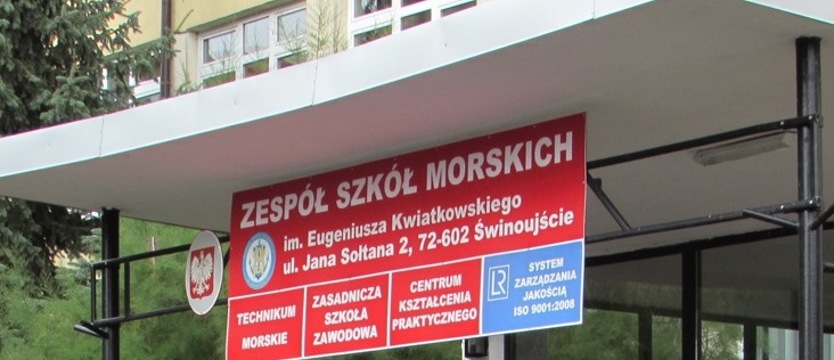 ZESPÓŁ SZKÓŁ MORSKICH
im. Eugeniusza Kwiatkowskiego
ul. Jana Sołtana 2, 72-602 Świnoujście
TECHNIKUM
MORSKIE
ZASADNICZA
SZKOŁA
ZAWODOWA
CENTRUM
KSZTAŁCENIA
PRAKTYCZNEGO
LR
SYSTEM
ZARZĄDZANIA
JAKOŚCIĄ
ISO 9001:2008